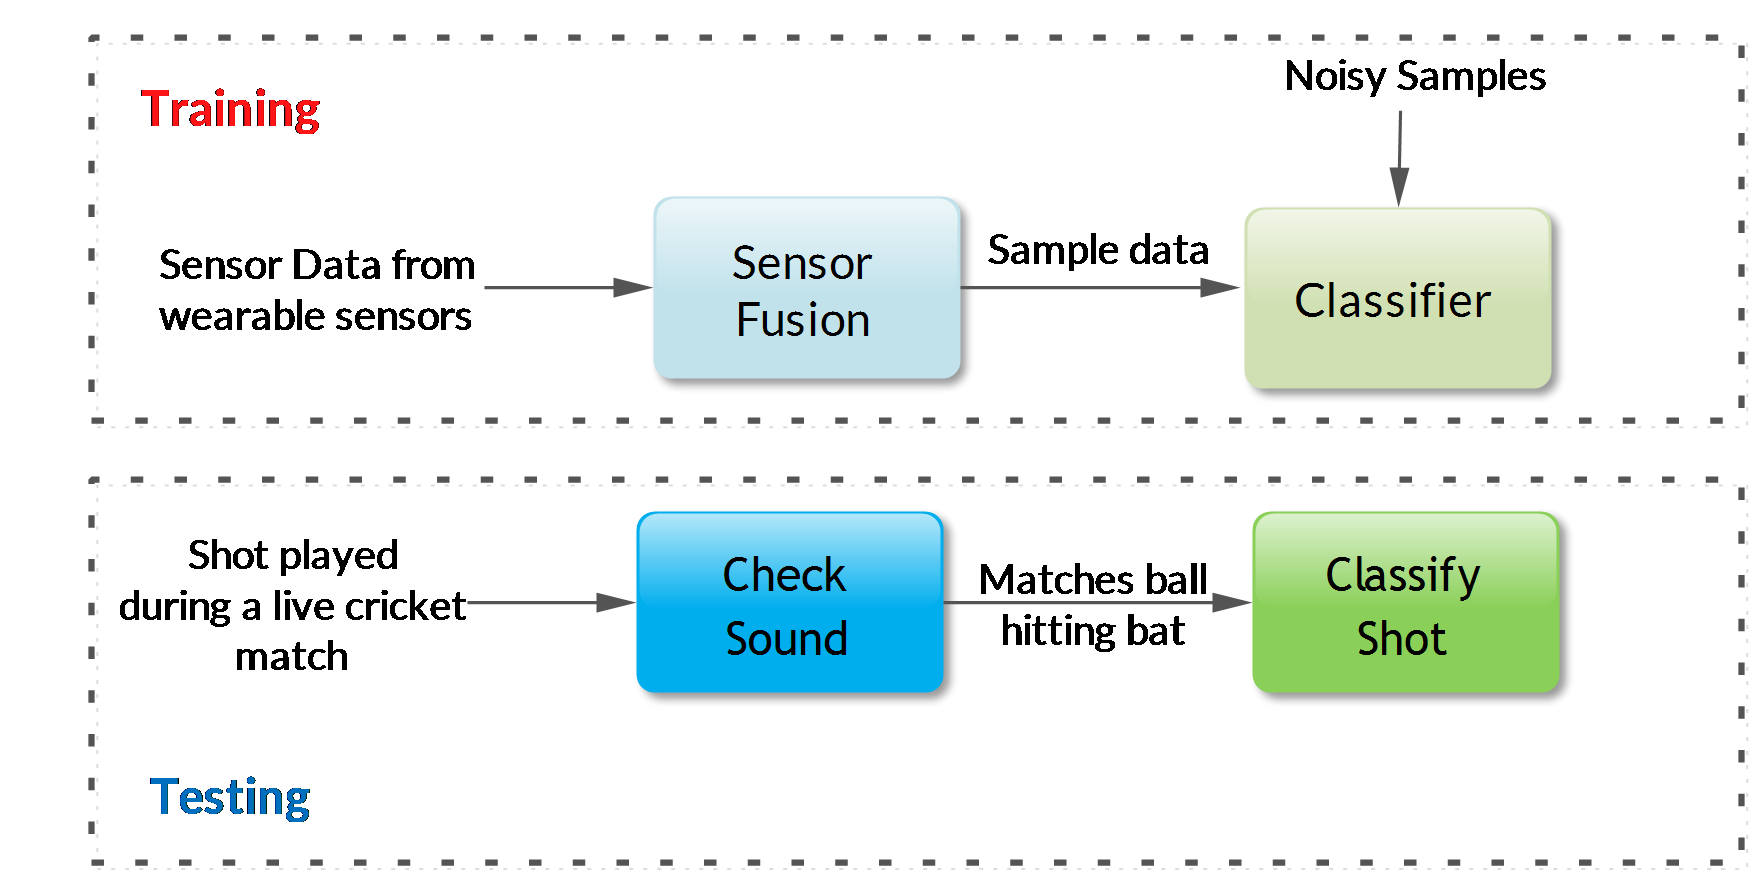 Training
Noisy Samples
Sensor Data from
wearable sensors
Sensor
Fusion
Sample data
Classifier
Shot played
during a live cricket
match
Check
Sound
Matches ball
hitting bat
Classify
Shot
Testing